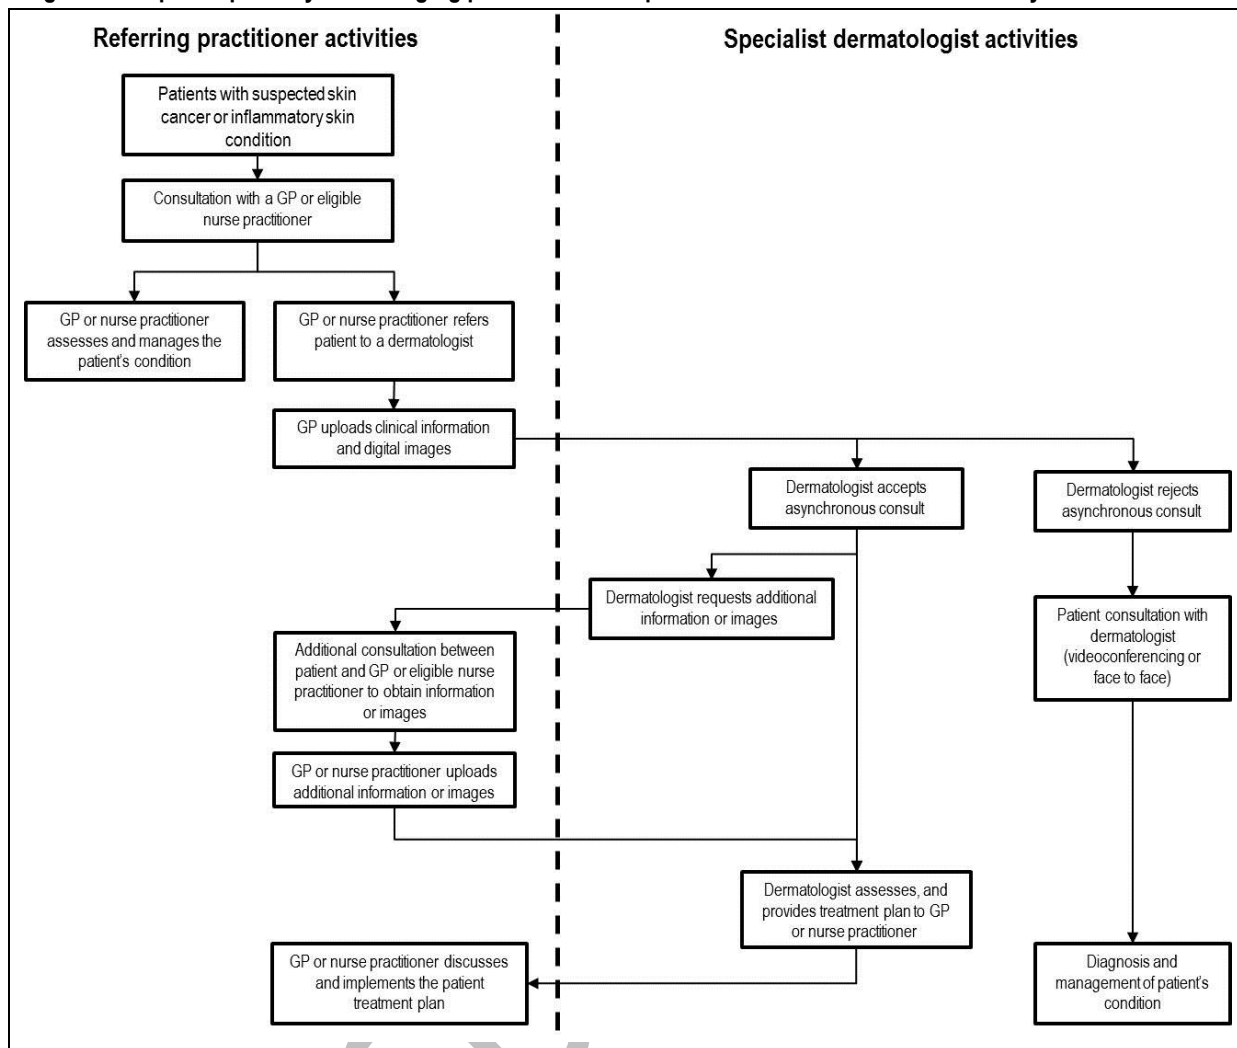 Referring practitioner activities
Specialist dermatologist activities
Patients with suspected skin
cancer or inflammatory skin
condition
Consultation with a GP or eligible
nurse practitioner
GP or nurse practitioner
assesses and manages the
patient's condition
GP or nurse practitioner refers
patient to a dermatologist
GP uploads clinical information
and digital images
Dermatologist accepts
asynchronous consult
Dermatologist rejects
asynchronous consult
Dermatologist requests additional
information or images
Patient consultation with
dermatologist
(videoconferencing or
face to face)
Additional consultation between
patient and GP or eligible nurse
practitioner to obtain information
or images
GP or nurse practitioner uploads
additional information or images
Dermatologist assesses, and
provides treatment plan to GP
or nurse practitioner
GP or nurse practitioner discusses
and implements the patient
treatment plan
Diagnosis and
management of patient's
condition